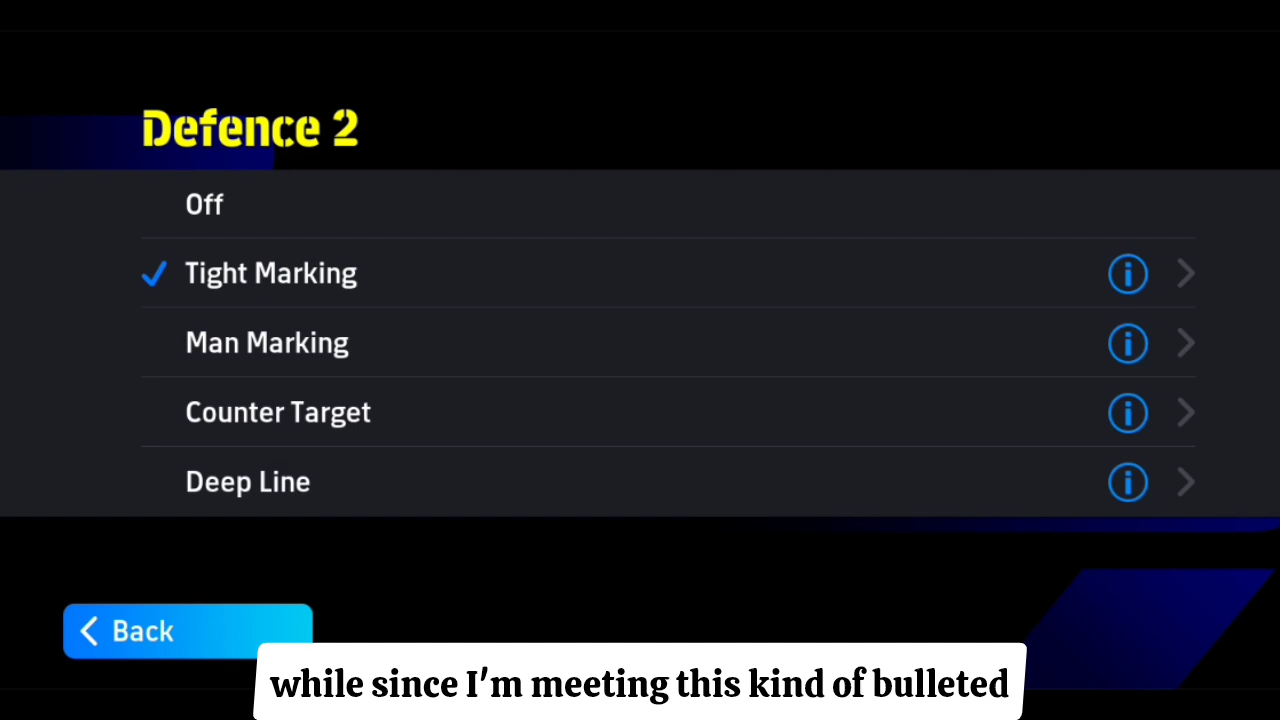 Defence 2
Off
Tight Marking
Man Marking
Counter Target
Deep Line
Back
while since I'm meeting this kind of bulleted